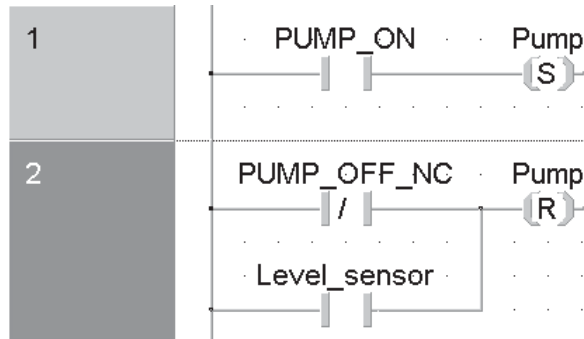 1
PUMP_ON Pump
S
2
PUMP_OFF_NC Pump
/ R
Level_sensor